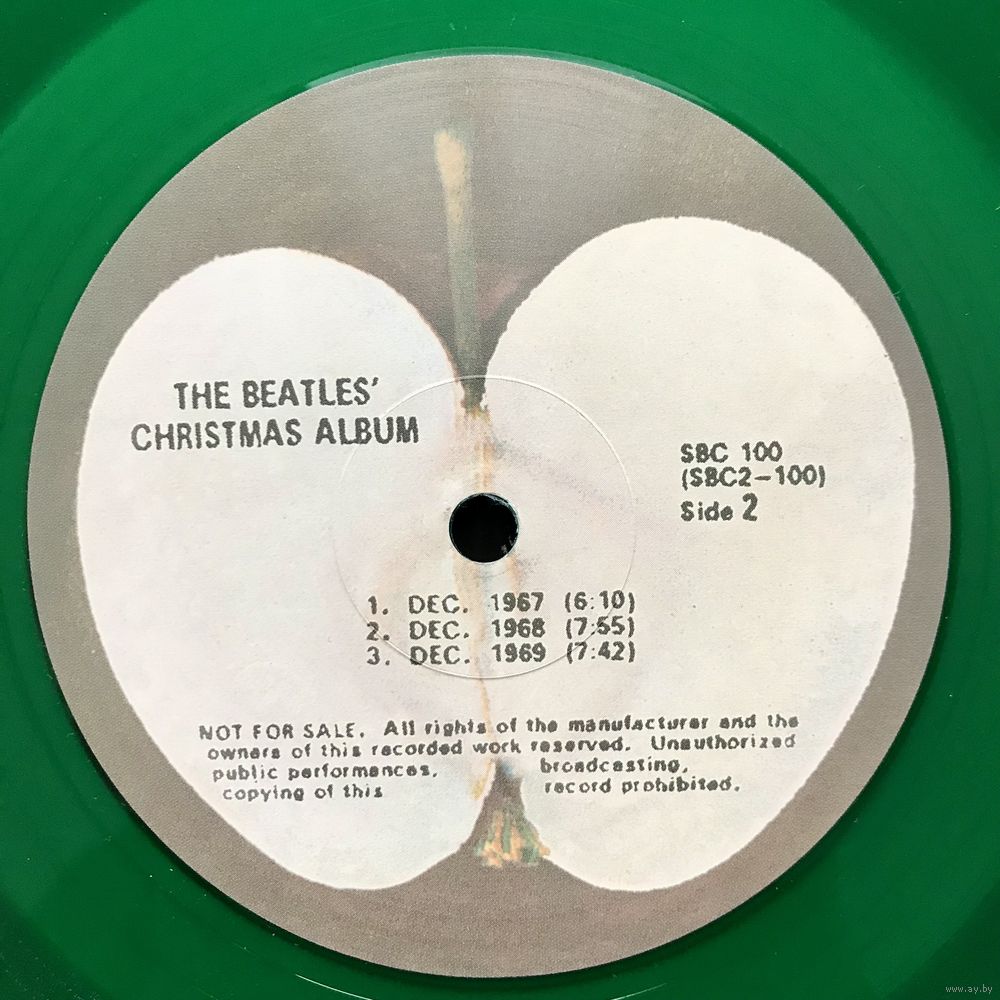 THE BEATLES'
CHRISTMAS ALBUM
SBC 100
(SBC2-100)
Side 2
1. DEC. 1967 (6:10)
2. DEC. 1968 (7:55)
3. DEC. 1969 (7:42)
NOT FOR SALE. All rights of the manufacturer and the
owners of this recorded work reserved. Unauthorized
public performances, broadcasting,
copying of this record prohibited.
www.ay.by